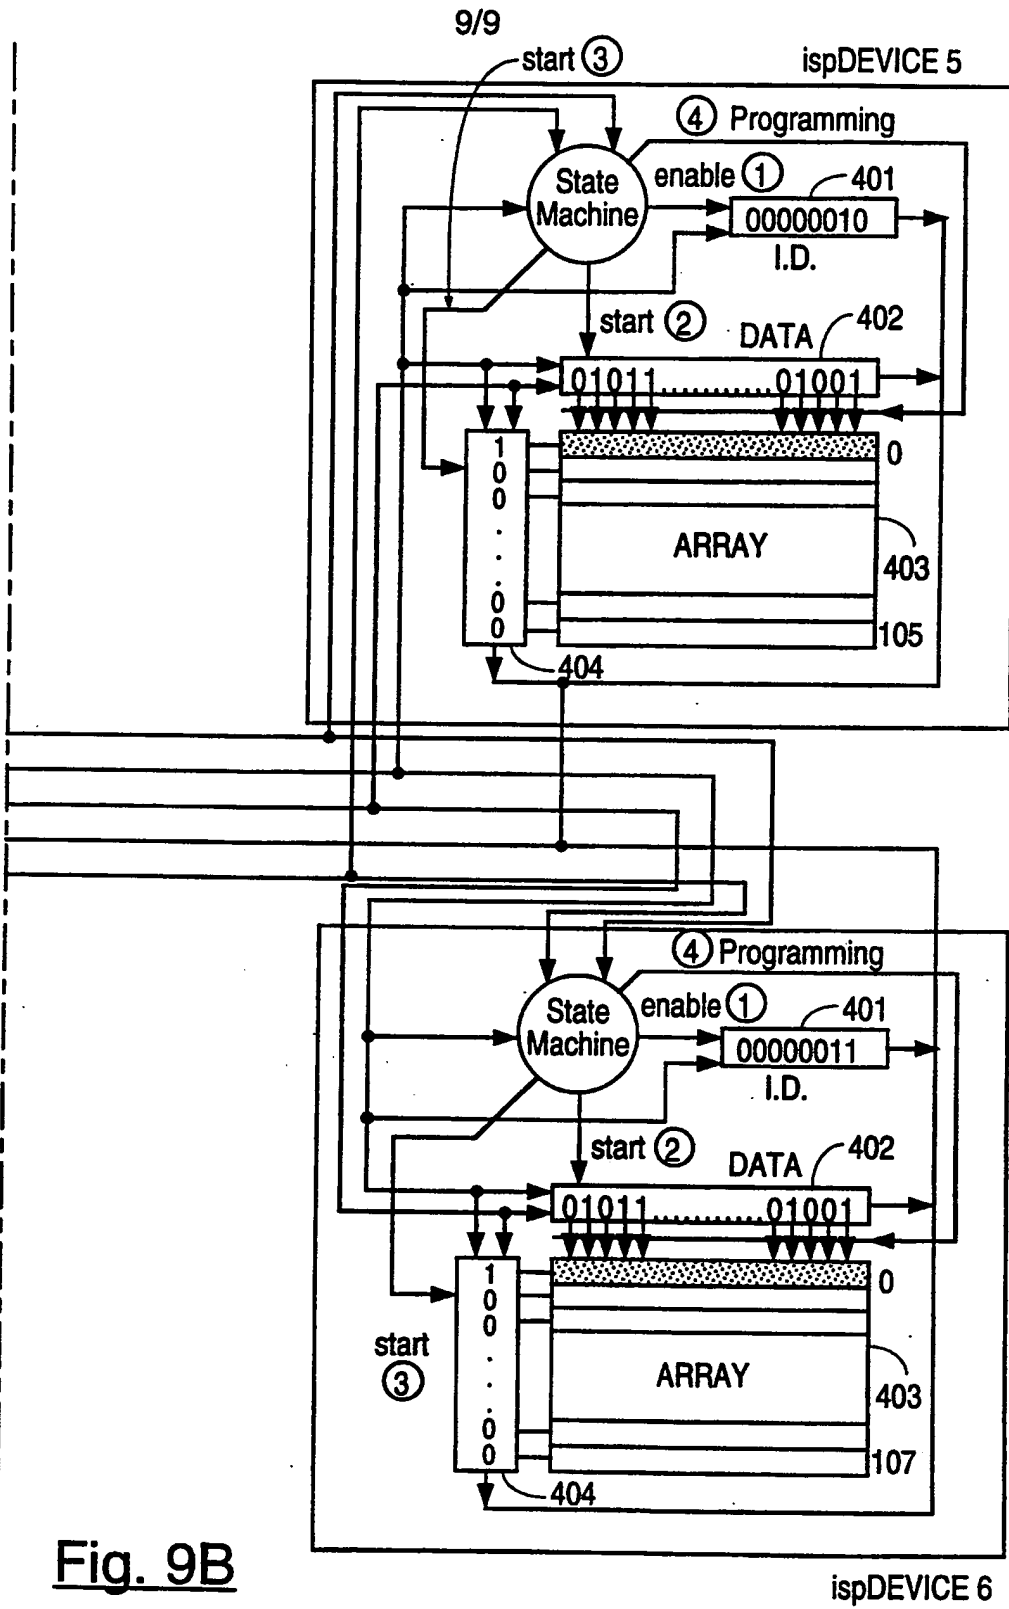 9/9
start 3
ispDEVICE 5
4 Programming
State
Machine
enable 1
401
00000010
I.D.
start 2
DATA
402
01011.............01001
1
0
0
.
.
.
0
0
0
ARRAY
403
105
404
4 Programming
State
Machine
enable 1
401
00000011
I.D.
start 2
DATA
402
01011.............01001
1
0
0
.
.
.
0
0
0
start
3
ARRAY
403
107
404
Fig. 9B
ispDEVICE 6